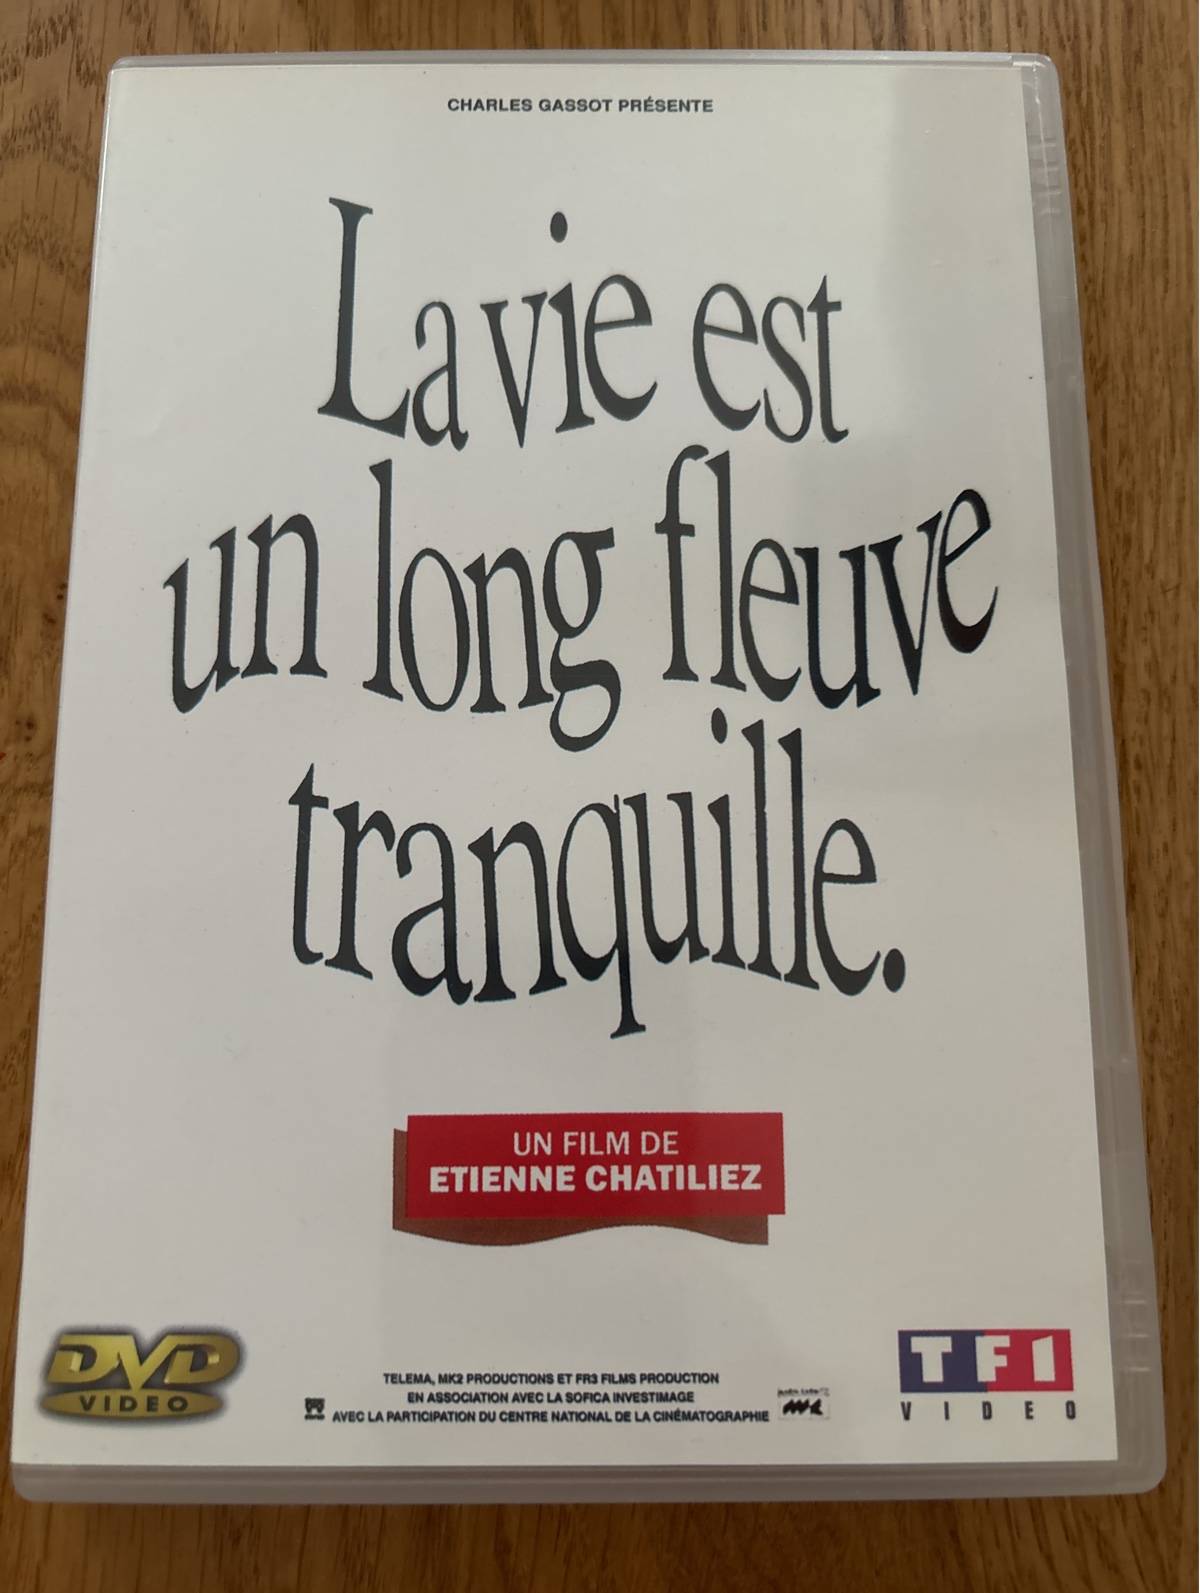 CHARLES GASSOT PRÉSENTE
La vie est
un long fleuve
tranquille.
UN FILM DE
ETIENNE CHATILIEZ
DVD
VIDEO
TELEMA, MK2 PRODUCTIONS ET FR3 FILMS PRODUCTION
EN ASSOCIATION AVEC LA SOFICA INVESTIMAGE
AVEC LA PARTICIPATION DU CENTRE NATIONAL DE LA CINÉMATOGRAPHIE
TF1
VIDEO